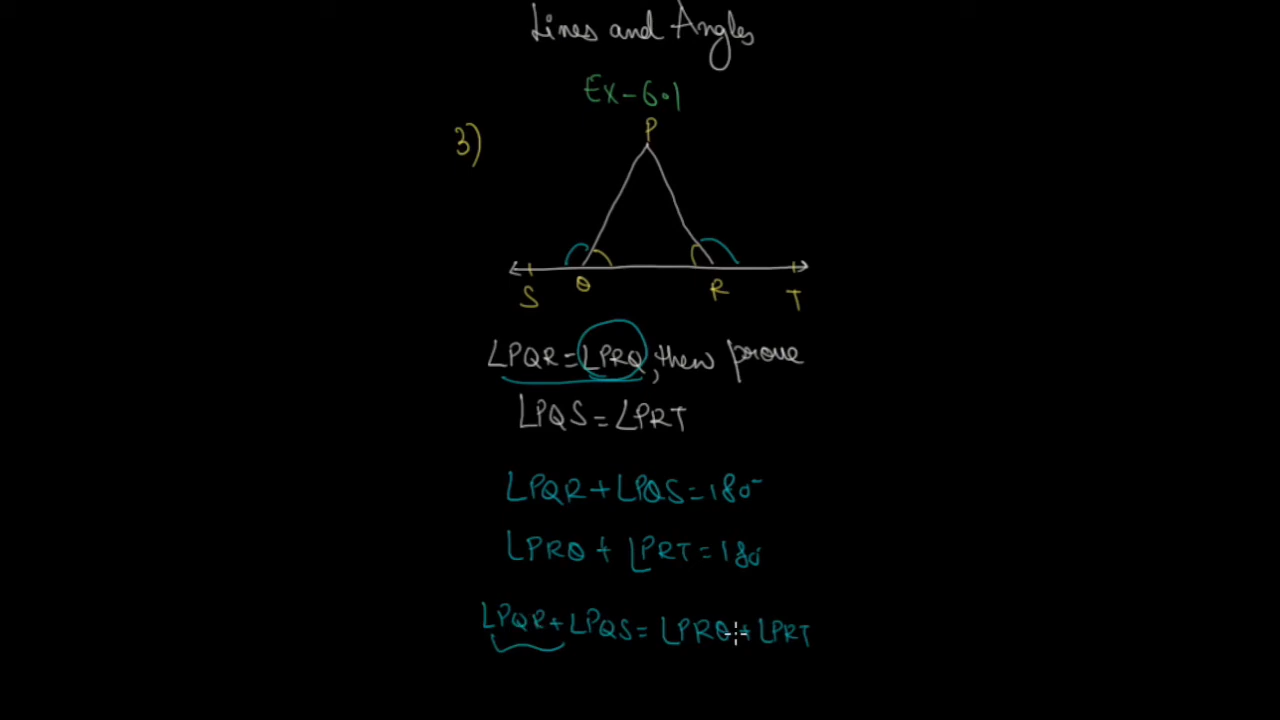 Lines and Angles
Ex-6.1
3)
P
S Q R T
∠PQR=∠PRQ, then prove
∠PQS=∠PRT
∠PQR+∠PQS=180°
∠PRQ+∠PRT=180
∠PQR+∠PQS=∠PRQ+∠PRT